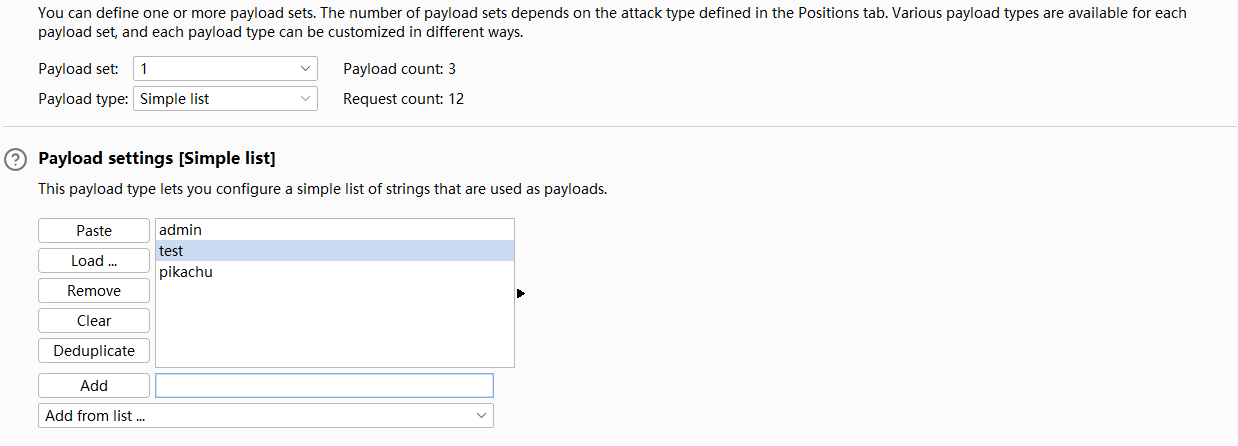 You can define one or more payload sets. The number of payload sets depends on the attack type defined in the Positions tab. Various payload types are available for each
payload set, and each payload type can be customized in different ways.
Payload set: 1 Payload count: 3
Payload type: Simple list Request count: 12
? Payload settings [Simple list]
This payload type lets you configure a simple list of strings that are used as payloads.
Paste admin
test
Load ...
pikachu
Remove
Clear
Deduplicate
Add
Add from list ...